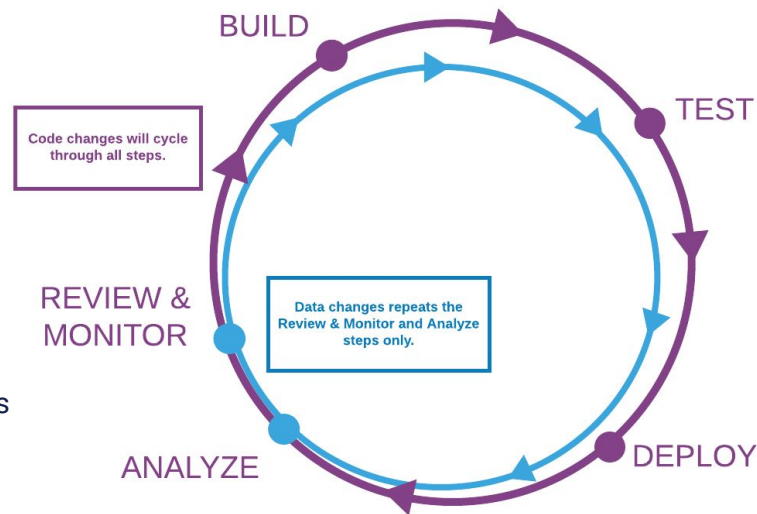 BUILD
TEST
Code changes will cycle
through all steps.
REVIEW &
MONITOR
Data changes repeats the
Review & Monitor and Analyze
steps only.
s
ANALYZE
DEPLOY